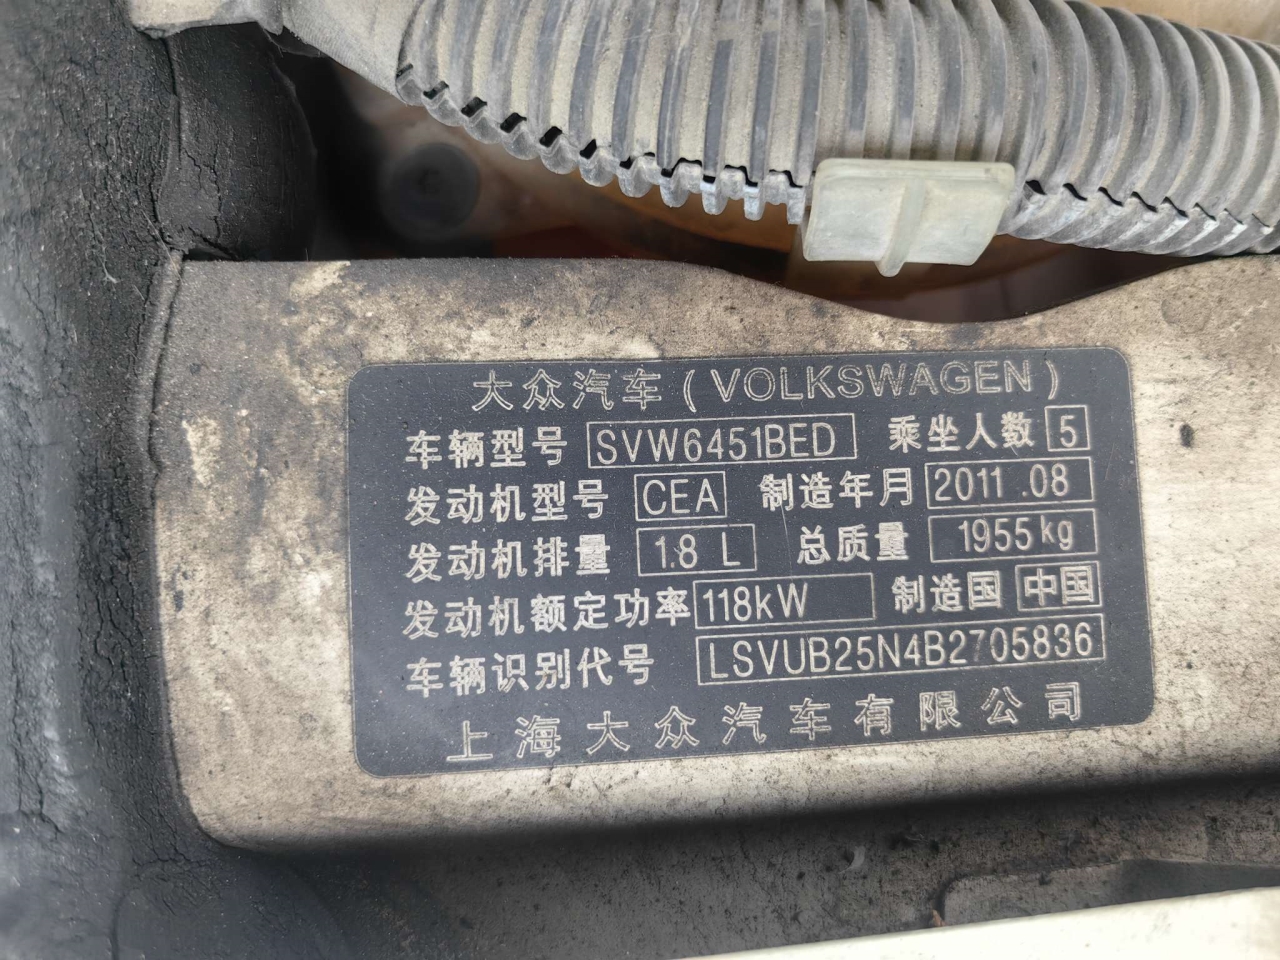 大众汽车(VOLKSWAGEN)
车辆型号 SVW6451BED 乘坐人数 5
发动机型号 CEA 制造年月 2011.08
发动机排量 1.8 L 总质量 1955kg
发动机额定功率 118kW 制造国 中国
车辆识别代号 LSVUB25N4B2705836
上海大众汽车有限公司